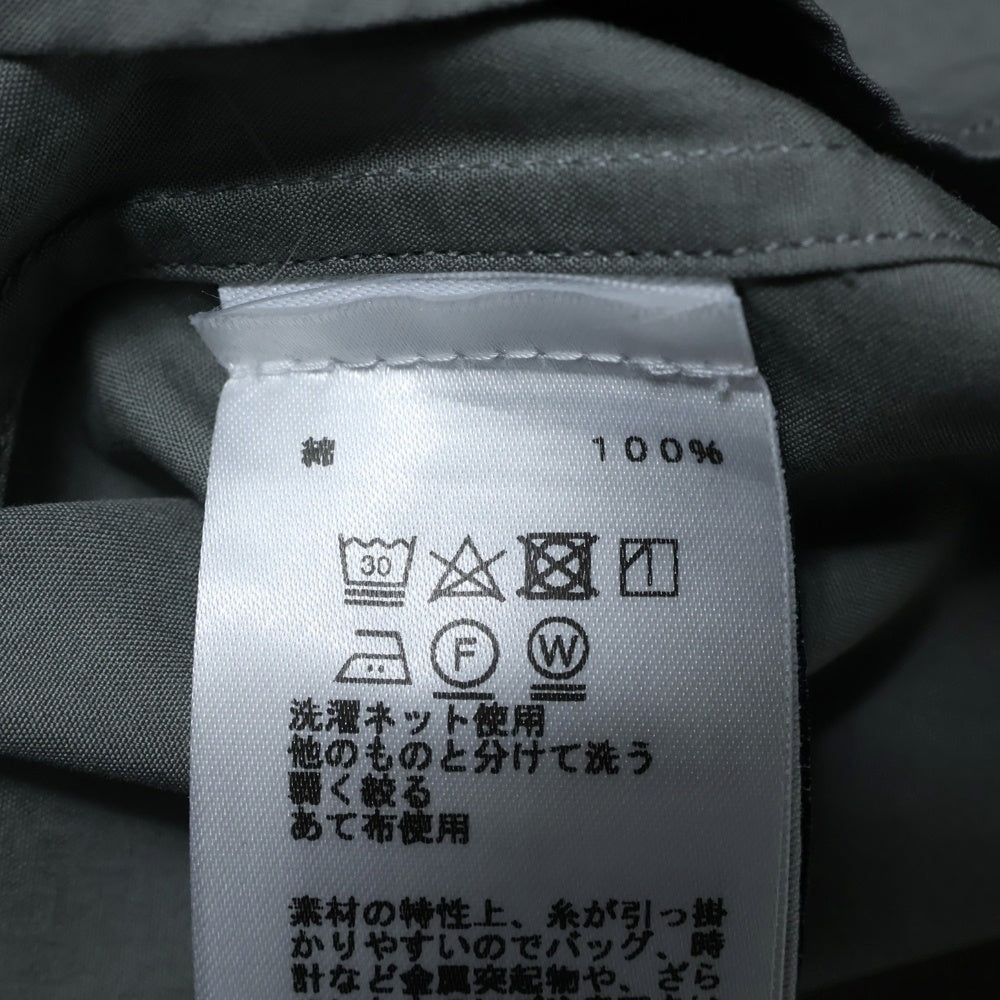 100%
30
F W
洗濯ネット使用
他のものと分けて洗う
弱く絞る
あて布使用
素材の特性上、糸が引っ掛
かりやすいのでバッグ、時
計など金属突起物や、ざら